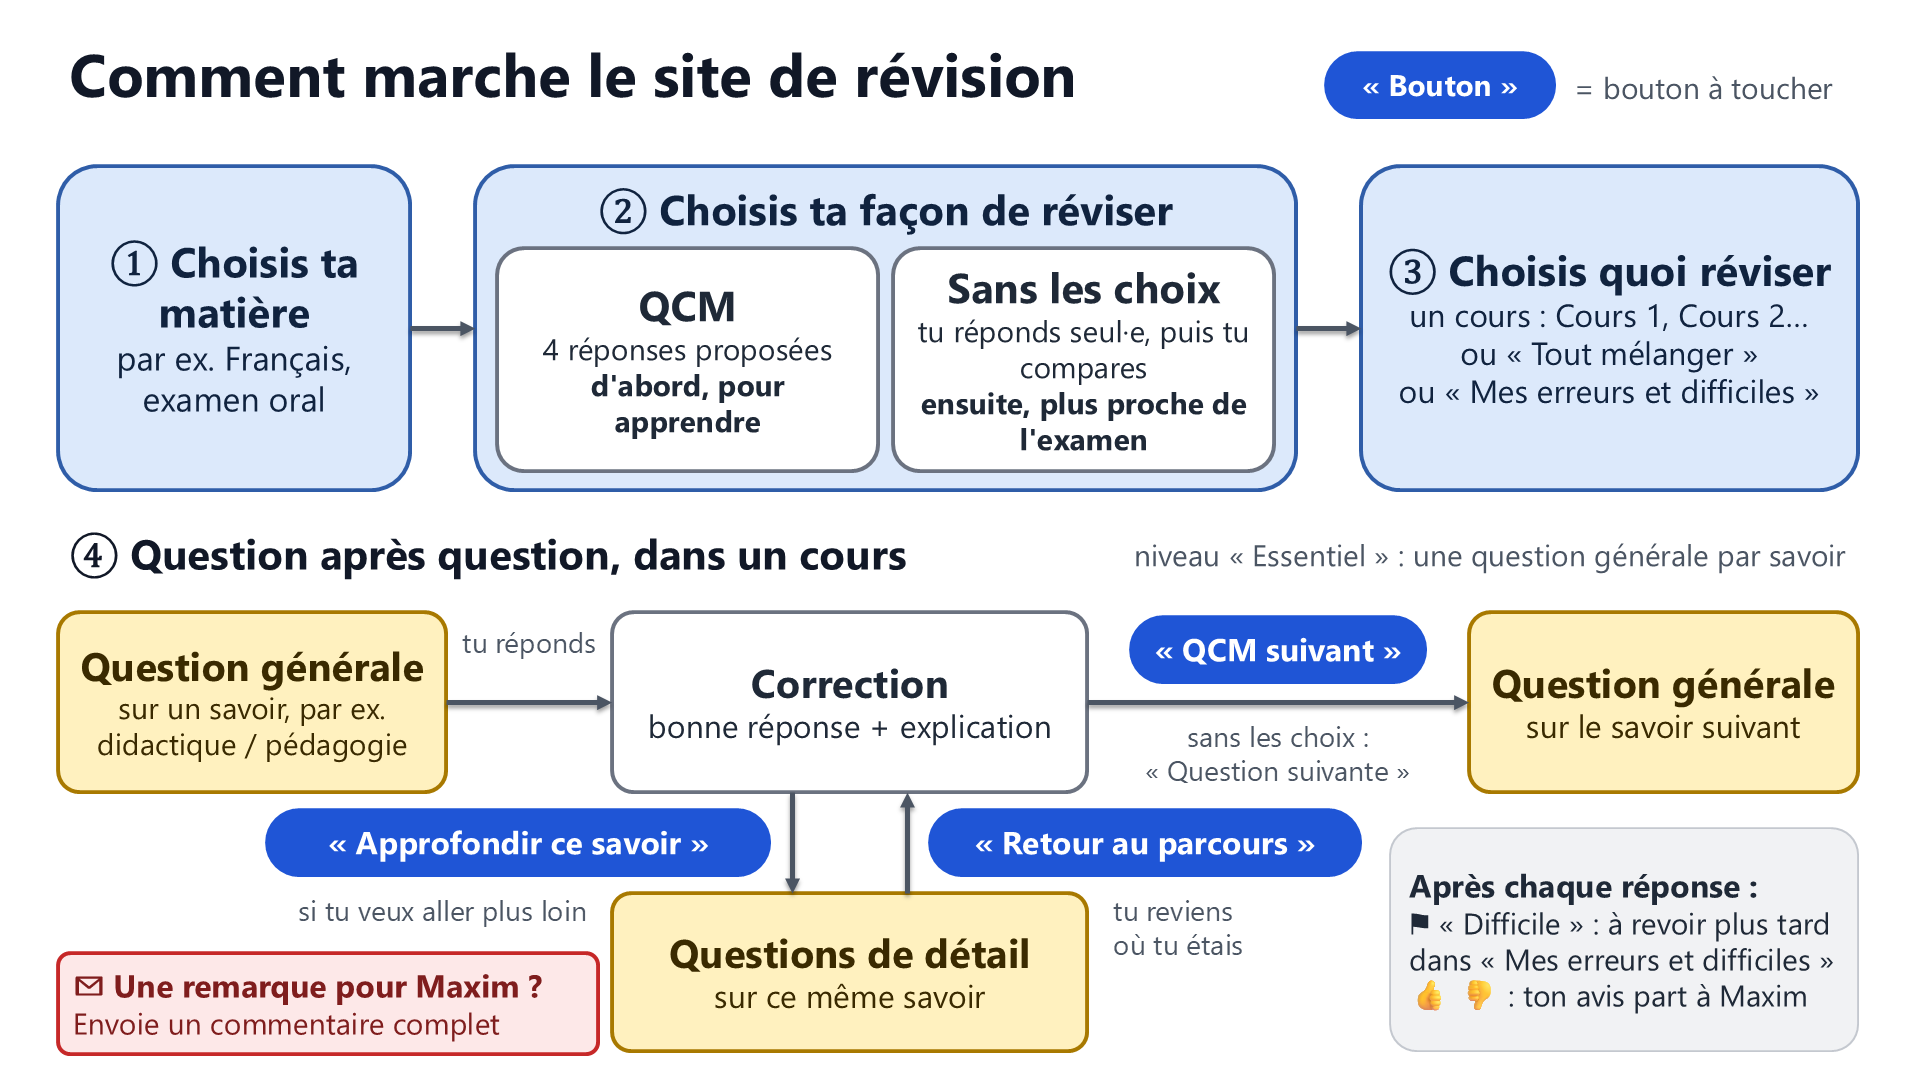 Comment marche le site de révision
« Bouton »
= bouton à toucher
① Choisis ta
matière
par ex. Français,
examen oral
② Choisis ta façon de réviser
QCM
4 réponses proposées
d'abord, pour
apprendre
Sans les choix
tu réponds seul·e, puis tu
compares
ensuite, plus proche de
l'examen
③ Choisis quoi réviser
un cours : Cours 1, Cours 2...
ou « Tout mélanger »
ou « Mes erreurs et difficiles »
④ Question après question, dans un cours
niveau « Essentiel » : une question générale par savoir
Question générale
sur un savoir, par ex.
didactique / pédagogie
tu réponds
Correction
bonne réponse + explication
« QCM suivant »
sans les choix :
« Question suivante »
Question générale
sur le savoir suivant
« Approfondir ce savoir »
si tu veux aller plus loin
« Retour au parcours »
tu reviens
où tu étais
Questions de détail
sur ce même savoir
✉ Une remarque pour Maxim ?
Envoie un commentaire complet
Après chaque réponse :
⚑ « Difficile » : à revoir plus tard
dans « Mes erreurs et difficiles »
👍 👎 : ton avis part à Maxim